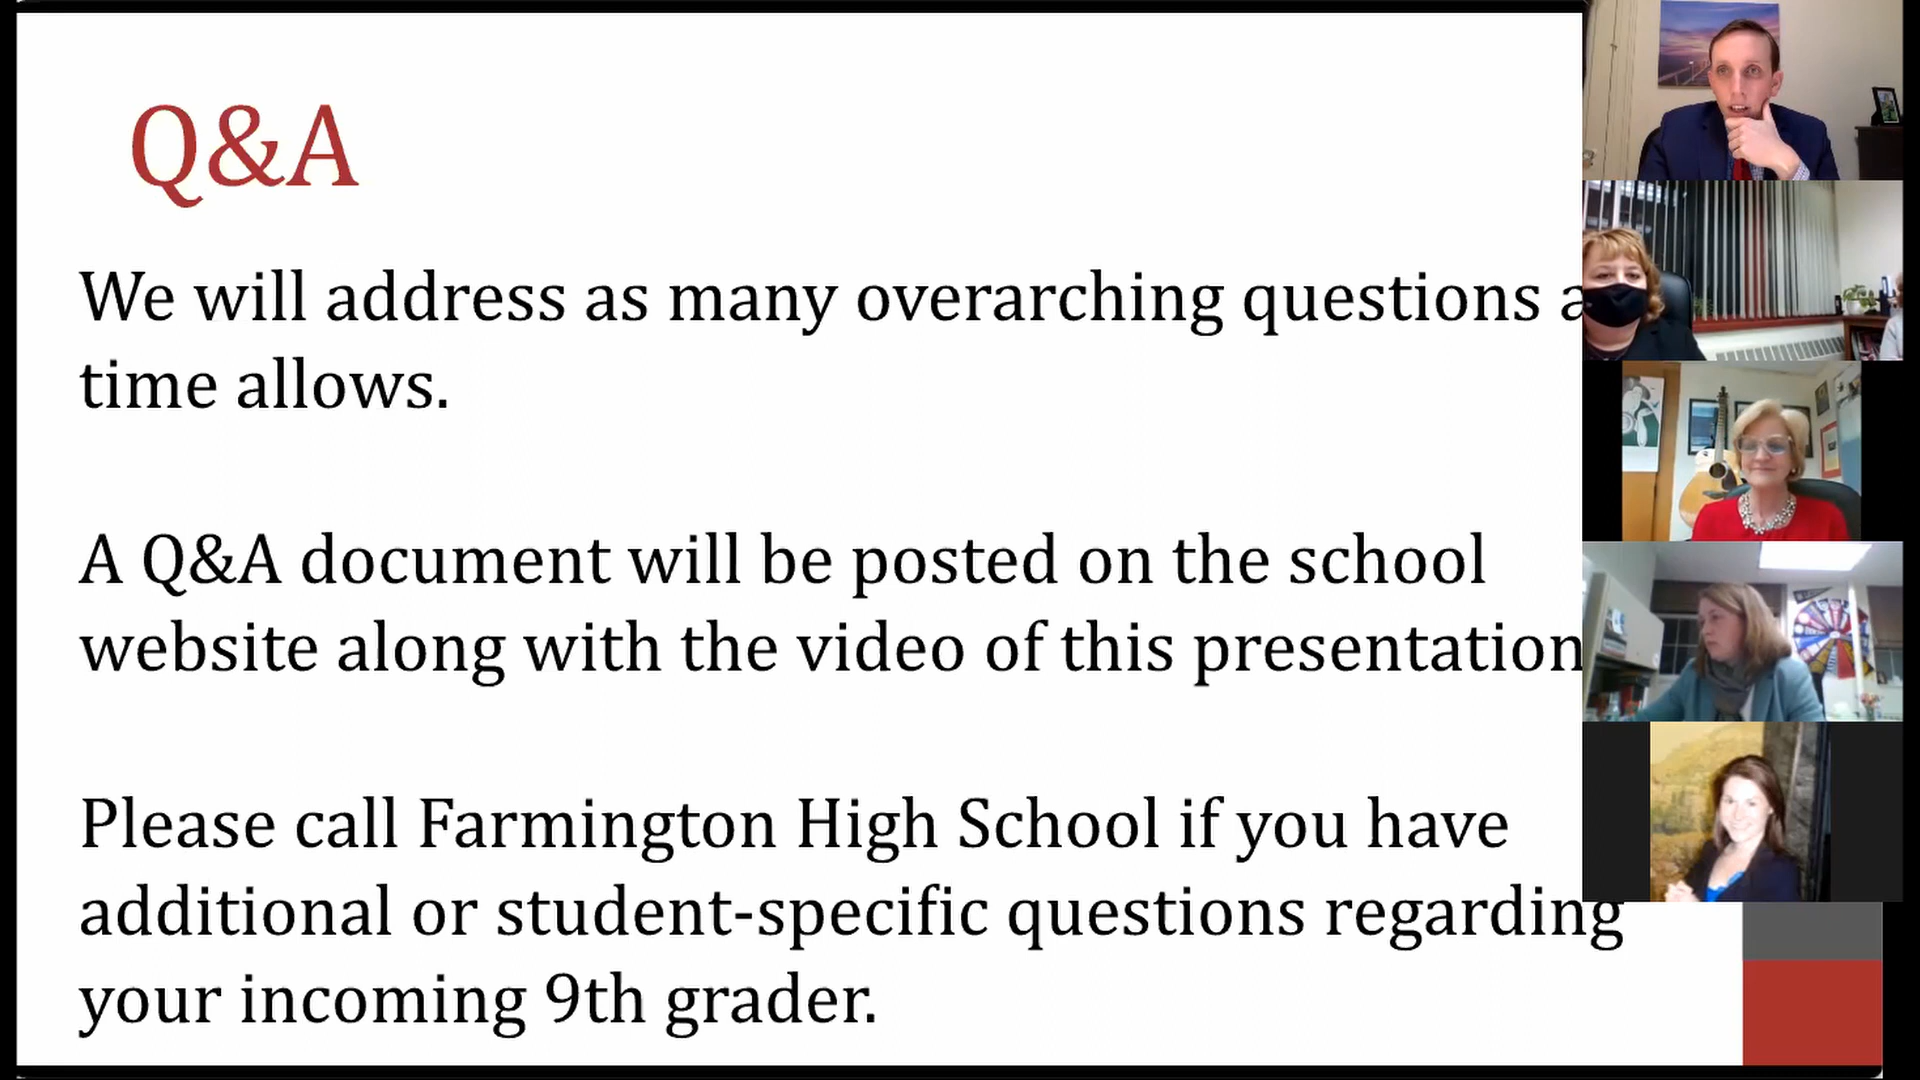 Q&A
We will address as many overarching questions a
time allows.
A Q&A document will be posted on the school
website along with the video of this presentation
Please call Farmington High School if you have
additional or student-specific questions regarding
your incoming 9th grader.